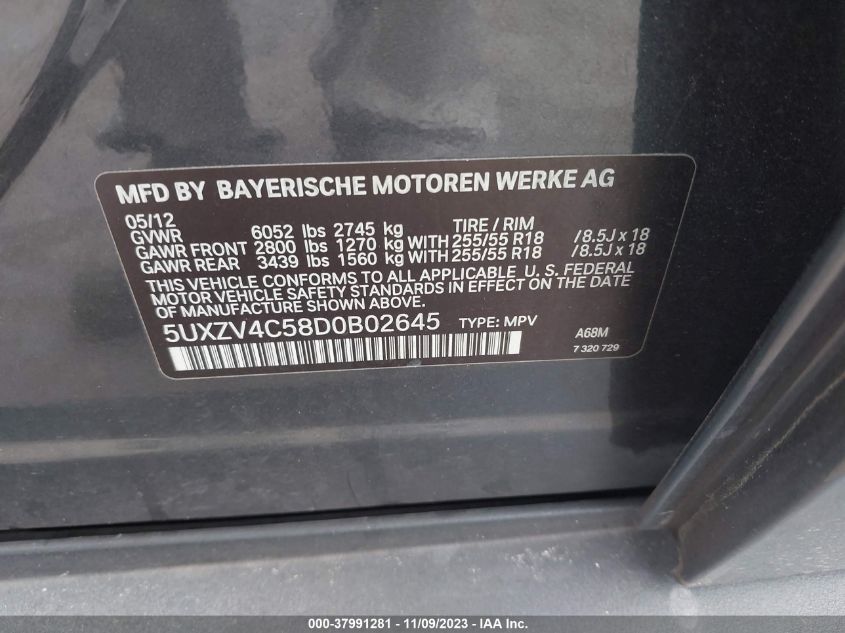 MFD BY BAYERISCHE MOTOREN WERKE AG
05/12
GVWR 6052 lbs 2745 kg TIRE / RIM
GAWR FRONT 2800 lbs 1270 kg WITH 255/55 R18 /8.5J x 18
GAWR REAR 3439 lbs 1560 kg WITH 255/55 R18 /8.5J x 18
THIS VEHICLE CONFORMS TO ALL APPLICABLE U. S. FEDERAL
MOTOR VEHICLE SAFETY STANDARDS IN EFFECT ON THE DATE
OF MANUFACTURE SHOWN ABOVE.
5UXZV4C58D0B02645 TYPE: MPV A68M
7 320 729
000-37991281 - 11/09/2023 - IAA Inc.